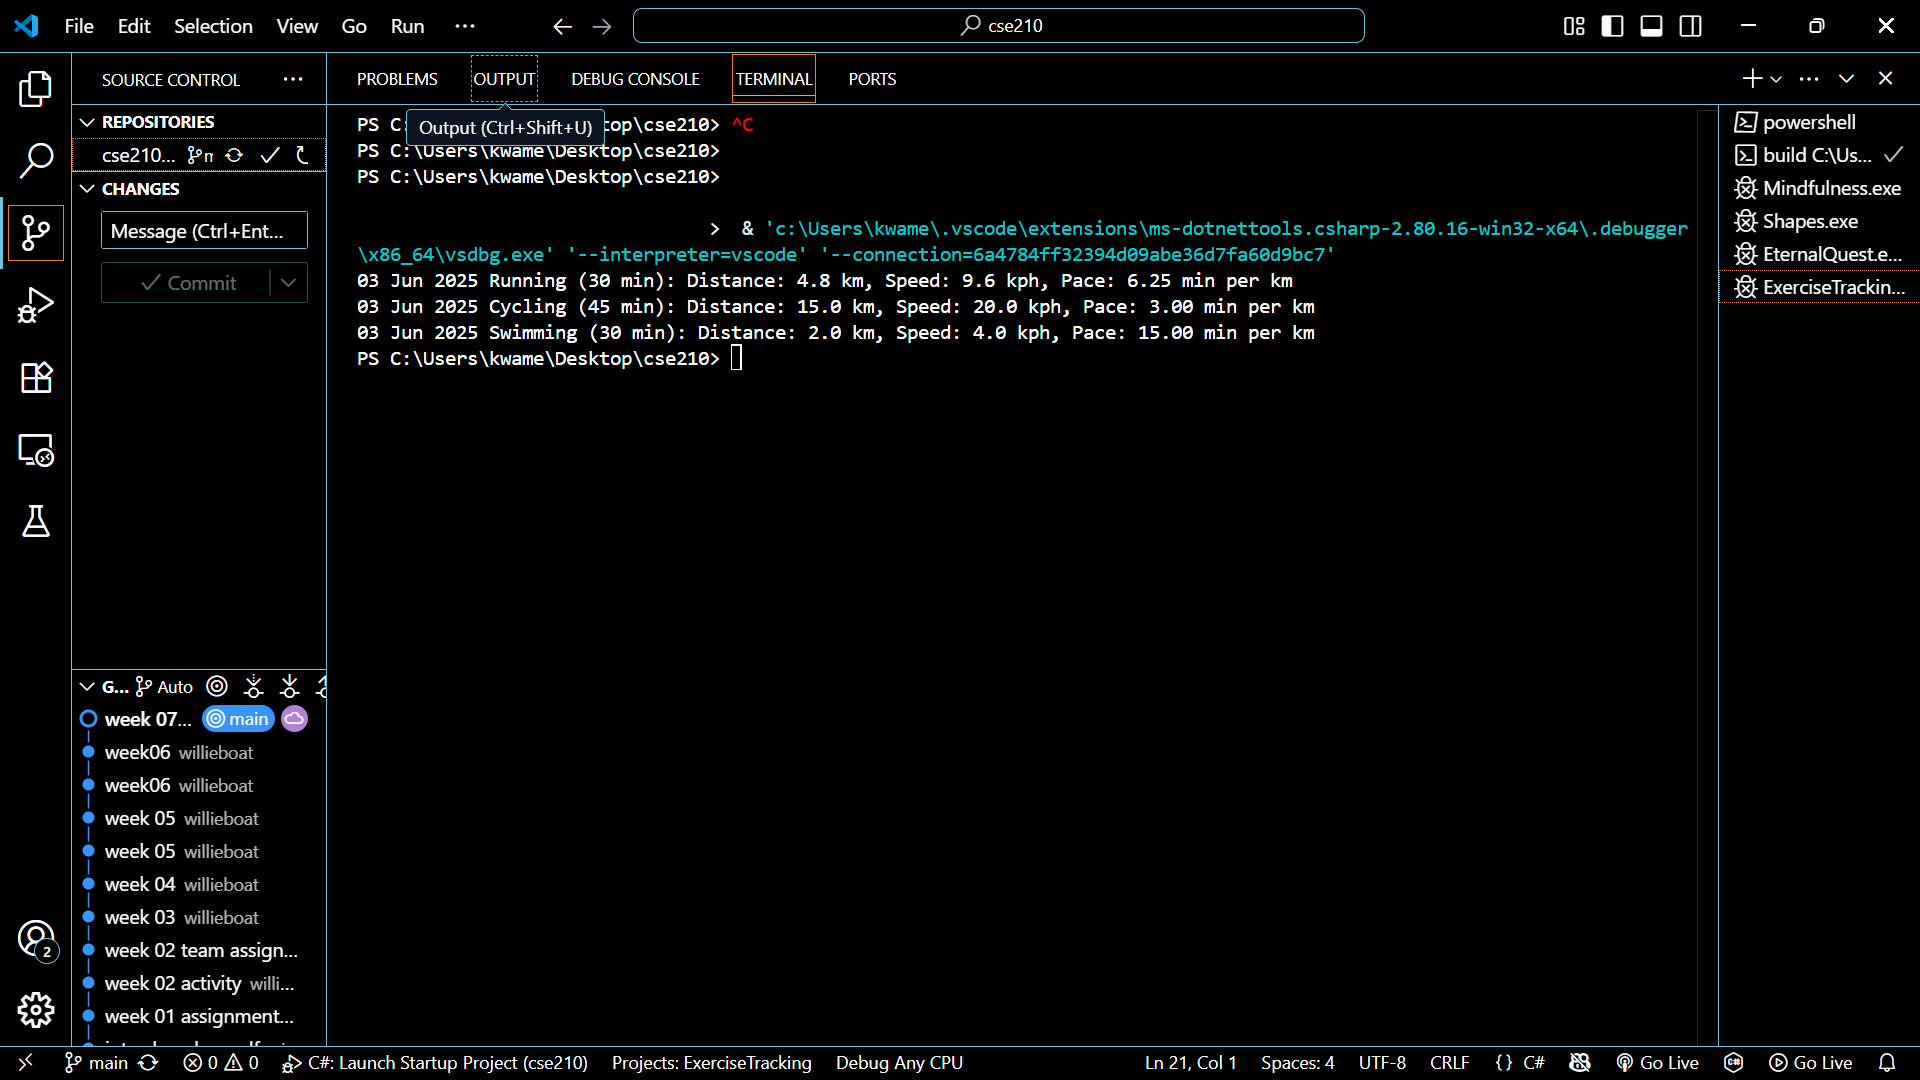 File Edit Selection View Go Run ··· cse210
SOURCE CONTROL ···
PROBLEMS OUTPUT DEBUG CONSOLE TERMINAL PORTS
REPOSITORIES
cse210...
CHANGES
Message (Ctrl+Ent...
Commit
Output (Ctrl+Shift+U)
PS C: top\cse210> ^C
PS C:\Users\kwame\Desktop\cse210>
PS C:\Users\kwame\Desktop\cse210>
> & 'c:\Users\kwame\.vscode\extensions\ms-dotnettools.csharp-2.80.16-win32-x64\.debugger
\x86_64\vsdbg.exe' '--interpreter=vscode' '--connection=6a4784ff32394d09abe36d7fa60d9bc7'
03 Jun 2025 Running (30 min): Distance: 4.8 km, Speed: 9.6 kph, Pace: 6.25 min per km
03 Jun 2025 Cycling (45 min): Distance: 15.0 km, Speed: 20.0 kph, Pace: 3.00 min per km
03 Jun 2025 Swimming (30 min): Distance: 2.0 km, Speed: 4.0 kph, Pace: 15.00 min per km
PS C:\Users\kwame\Desktop\cse210>
powershell
build C:\Us...
Mindfulness.exe
Shapes.exe
EternalQuest.e...
ExerciseTrackin...
G... Auto
week 07... main
week06 willieboat
week06 willieboat
week 05 willieboat
week 05 willieboat
week 04 willieboat
week 03 willieboat
week 02 team assign...
week 02 activity willi...
week 01 assignment...
2
main 0 0 C#: Launch Startup Project (cse210) Projects: ExerciseTracking Debug Any CPU Ln 21, Col 1 Spaces: 4 UTF-8 CRLF {} C# Go Live Go Live